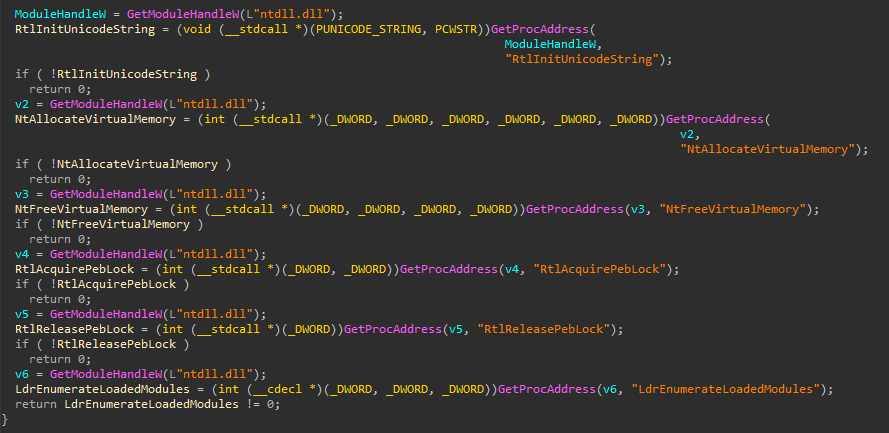 ModuleHandleW = GetModuleHandleW(L"ntdll.dll");
RtlInitUnicodeString = (void (__stdcall *)(PUNICODE_STRING, PCWSTR))GetProcAddress(
ModuleHandleW,
"RtlInitUnicodeString");
if ( !RtlInitUnicodeString )
return 0;
v2 = GetModuleHandleW(L"ntdll.dll");
NtAllocateVirtualMemory = (int (__stdcall *)(_DWORD, _DWORD, _DWORD, _DWORD, _DWORD, _DWORD))GetProcAddress(
v2,
"NtAllocateVirtualMemory");
if ( !NtAllocateVirtualMemory )
return 0;
v3 = GetModuleHandleW(L"ntdll.dll");
NtFreeVirtualMemory = (int (__stdcall *)(_DWORD, _DWORD, _DWORD, _DWORD))GetProcAddress(v3, "NtFreeVirtualMemory");
if ( !NtFreeVirtualMemory )
return 0;
v4 = GetModuleHandleW(L"ntdll.dll");
RtlAcquirePebLock = (int (__stdcall *)(_DWORD, _DWORD))GetProcAddress(v4, "RtlAcquirePebLock");
if ( !RtlAcquirePebLock )
return 0;
v5 = GetModuleHandleW(L"ntdll.dll");
RtlReleasePebLock = (int (__stdcall *)(_DWORD))GetProcAddress(v5, "RtlReleasePebLock");
if ( !RtlReleasePebLock )
return 0;
v6 = GetModuleHandleW(L"ntdll.dll");
LdrEnumerateLoadedModules = (int (__cdecl *)(_DWORD, _DWORD, _DWORD))GetProcAddress(v6, "LdrEnumerateLoadedModules");
return LdrEnumerateLoadedModules != 0;
}